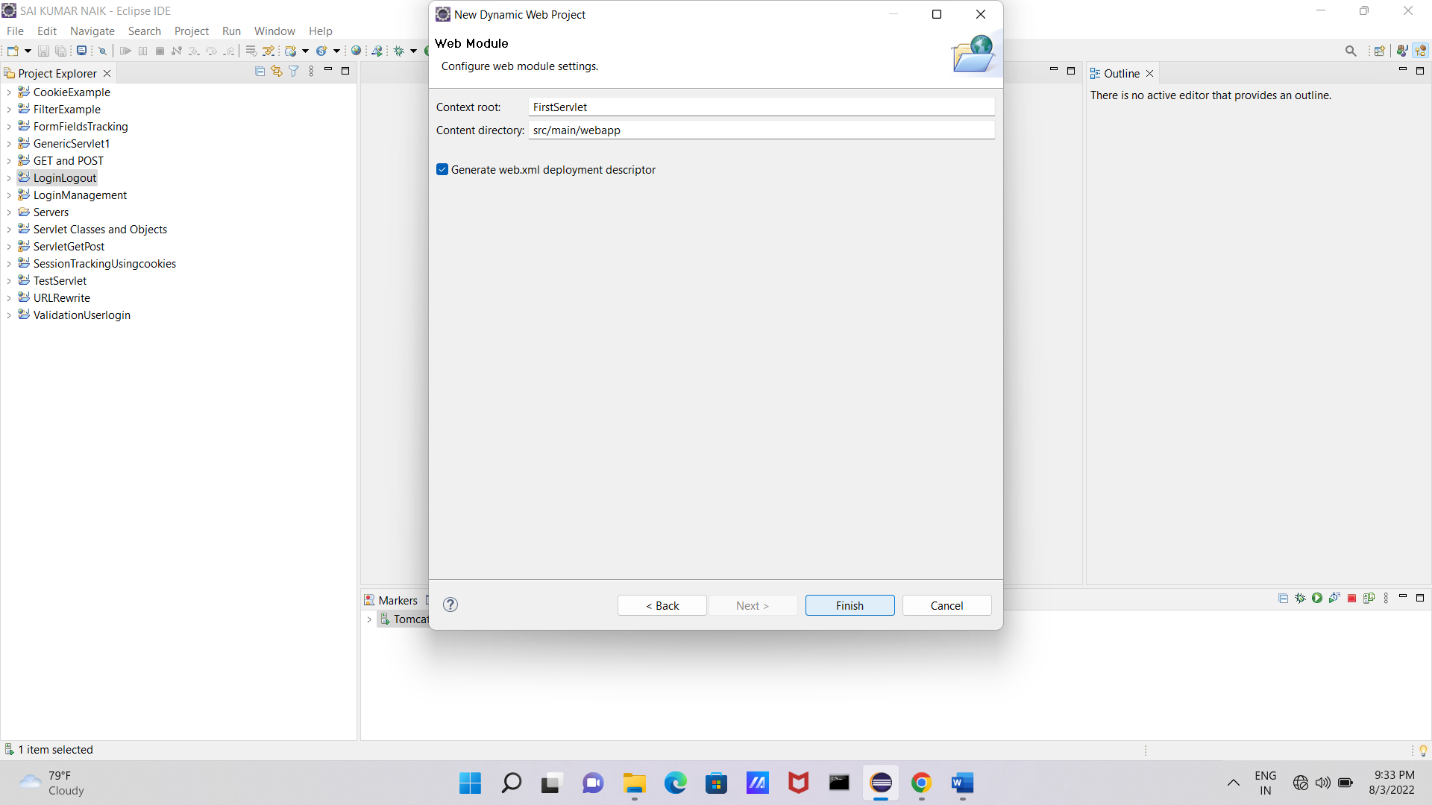 SAI KUMAR NAIK - Eclipse IDE
File Edit Navigate Search Project Run Window Help
Project Explorer
CookieExample
FilterExample
FormFieldsTracking
GenericServlet1
GET and POST
LoginLogout
LoginManagement
Servers
Servlet Classes and Objects
ServletGetPost
SessionTrackingUsingcookies
TestServlet
URLRewrite
ValidationUserlogin
New Dynamic Web Project
Web Module
Configure web module settings.
Context root: FirstServlet
Content directory: src/main/webapp
Generate web.xml deployment descriptor
< Back Next > Finish Cancel
Outline
There is no active editor that provides an outline.
Markers
Tomcat
1 item selected
79°F
Cloudy
ENG
IN
9:33 PM
8/3/2022